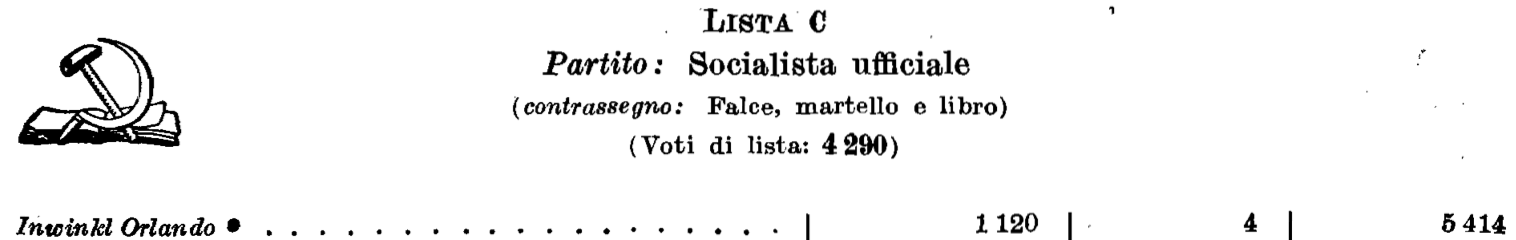 LISTA C
Partito: Socialista ufficiale
(contrassegno: Falce, martello e libro)
(Voti di lista: 4 290)
Inwinkl Orlando ● . . . . . . . . . . . . . . . . . . . | 1 120 | 4 | 5 414